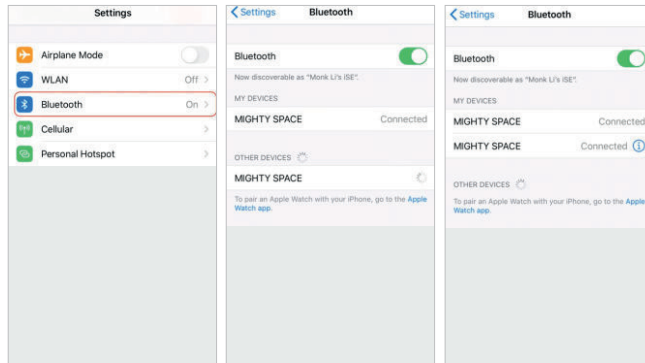 Settings
Airplane Mode
WLAN Off
Bluetooth On
Cellular
Personal Hotspot
Settings Bluetooth
Bluetooth
Now discoverable as "Monk Li's iSE".
MY DEVICES
MIGHTY SPACE Connected
OTHER DEVICES
MIGHTY SPACE
To pair an Apple Watch with your iPhone, go to the Apple
Watch app.
Settings Bluetooth
Bluetooth
Now discoverable as "Monk Li's iSE".
MY DEVICES
MIGHTY SPACE Connected
MIGHTY SPACE Connected
OTHER DEVICES
To pair an Apple Watch with your iPhone, go to the Apple
Watch app.